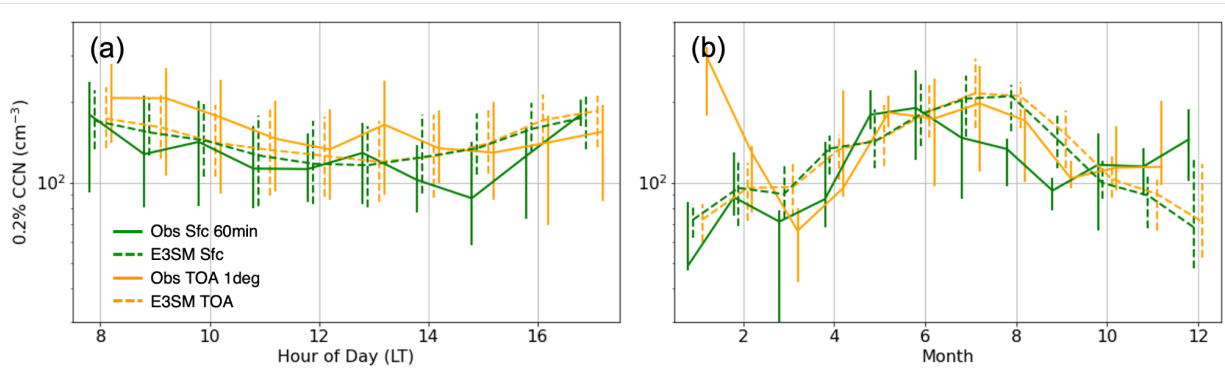 (a)
(b)
0.2% CCN (cm⁻³)
10²
10²
Obs Sfc 60min
E3SM Sfc
Obs TOA 1deg
E3SM TOA
8 10 12 14 16
2 4 6 8 10 12
Hour of Day (LT)
Month